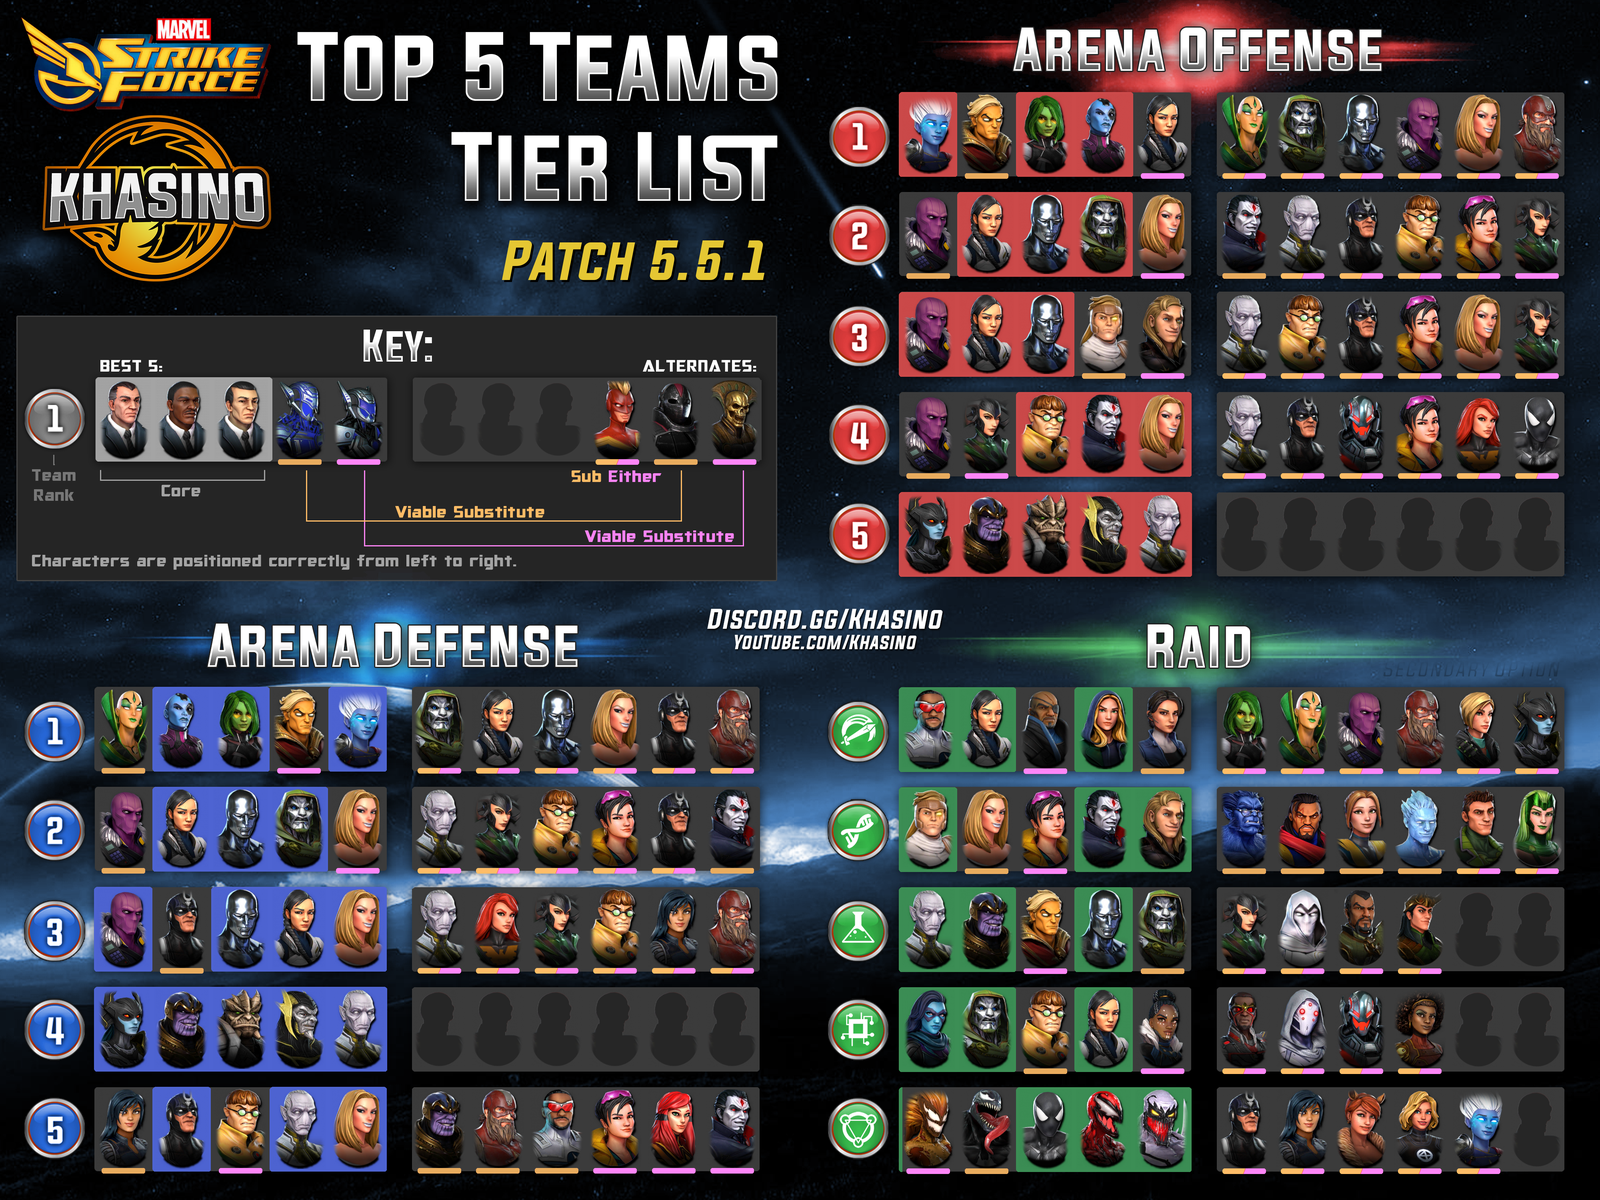 MARVEL
STRIKE
FORCE
KHASINO
TOP 5 TEAMS
TIER LIST
PATCH 5.5.1
KEY:
BEST 5:
ALTERNATES:
1
Team
Rank
Core
Sub Either
Viable Substitute
Viable Substitute
Characters are positioned correctly from left to right.
ARENA OFFENSE
1
2
3
4
5
DISCORD.GG/KHASINO
YOUTUBE.COM/KHASINO
ARENA DEFENSE
1
2
3
4
5
RAID
SECONDARY OPTION